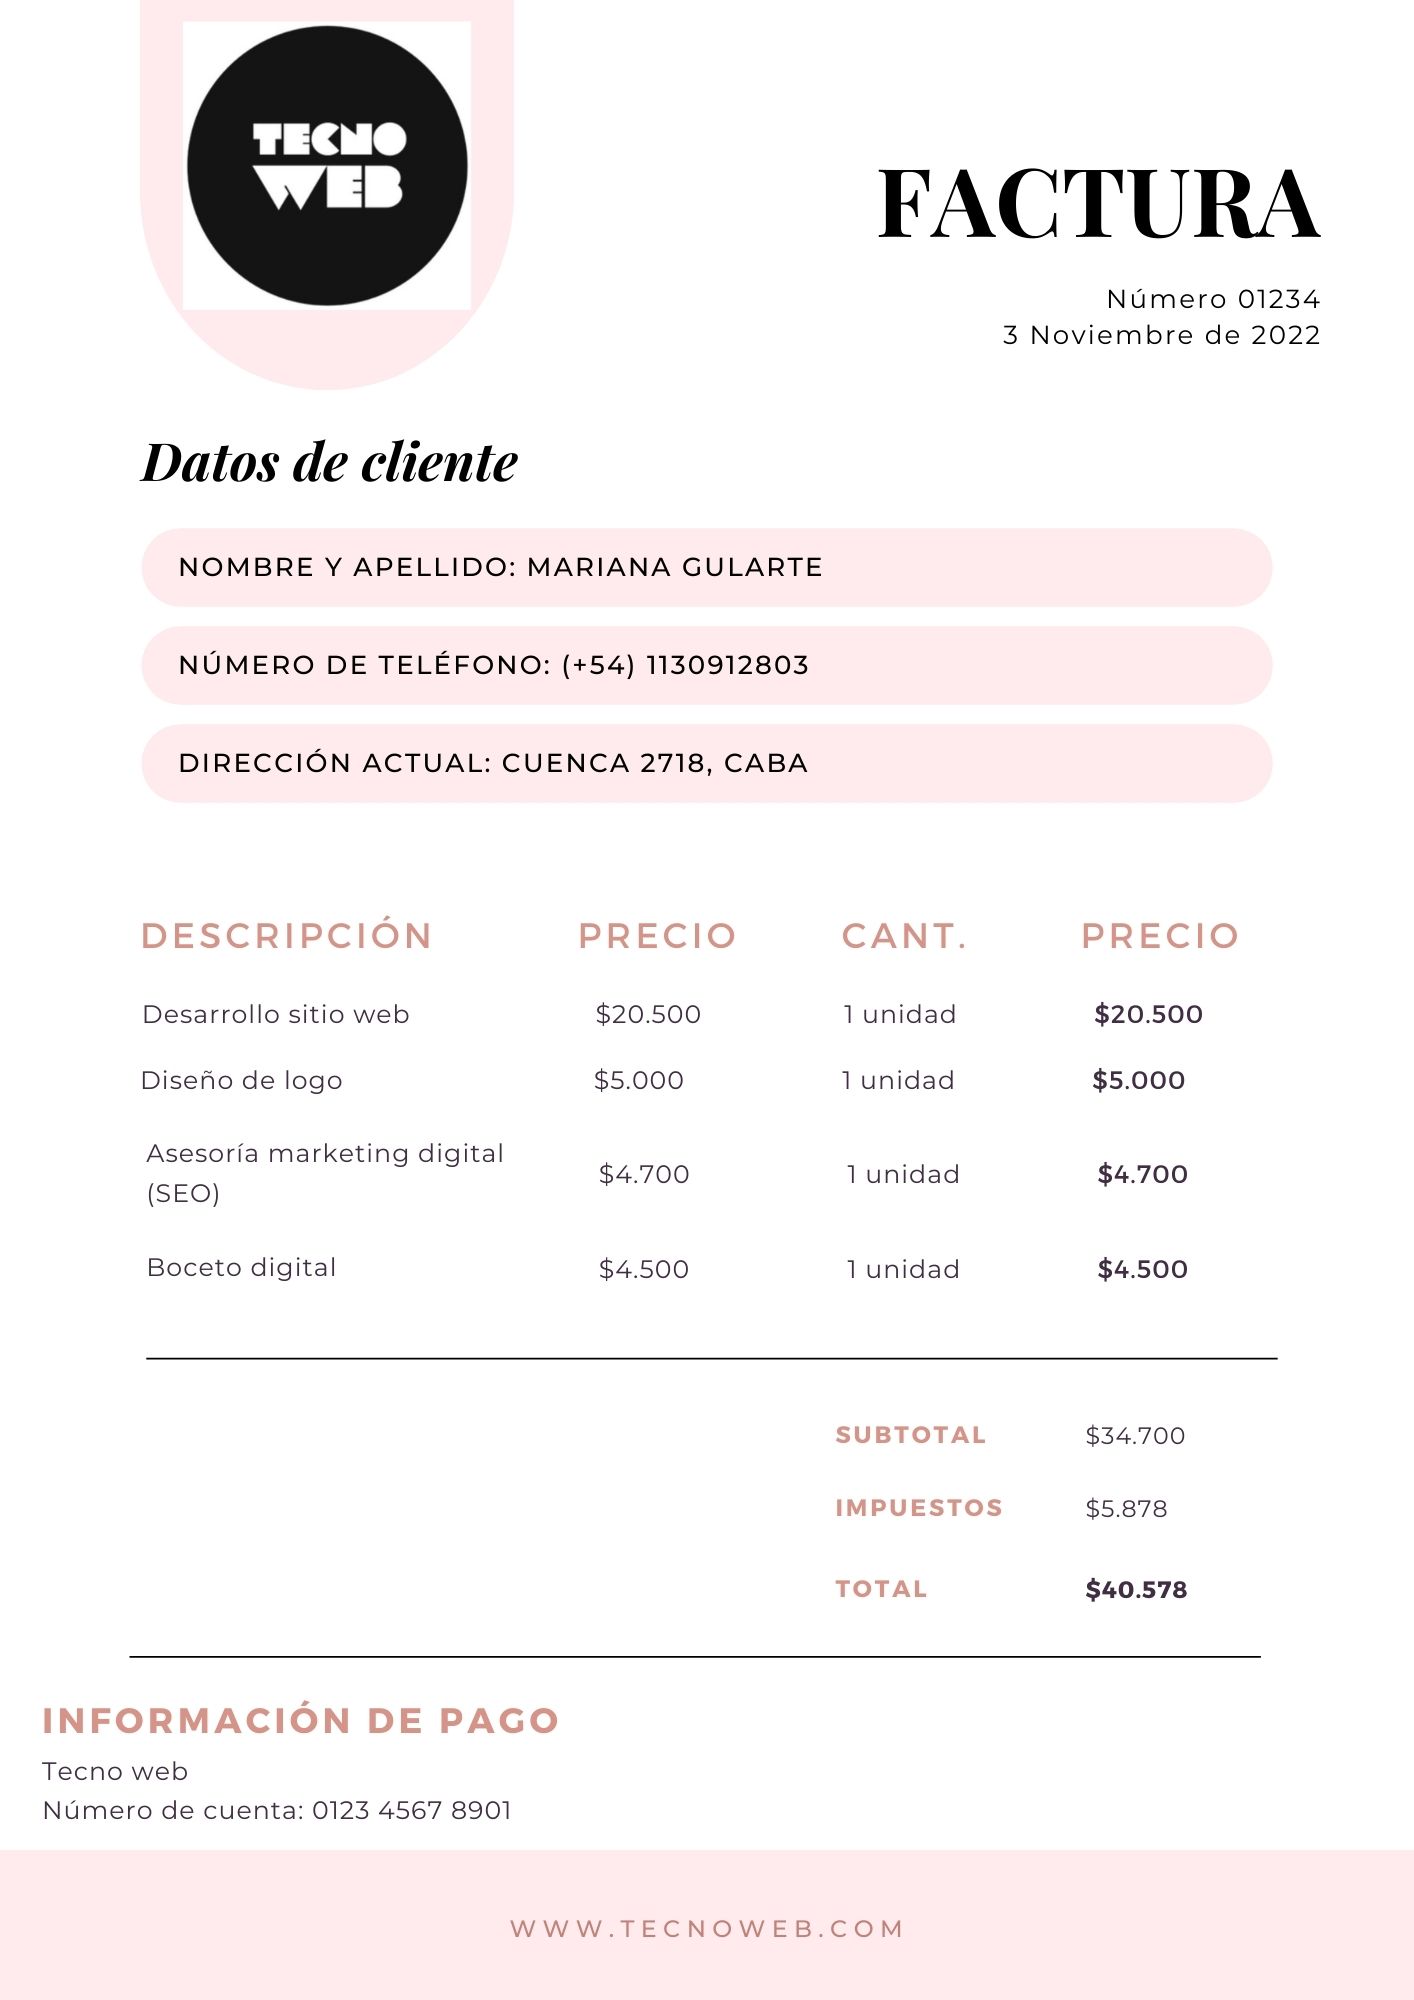 TECNO
WEB
FACTURA
Número 01234
3 Noviembre de 2022
Datos de cliente
NOMBRE Y APELLIDO: MARIANA GULARTE
NÚMERO DE TELÉFONO: (+54) 1130912803
DIRECCIÓN ACTUAL: CUENCA 2718, CABA
DESCRIPCIÓN PRECIO CANT. PRECIO
Desarrollo sitio web $20.500 1 unidad $20.500
Diseño de logo $5.000 1 unidad $5.000
Asesoría marketing digital
(SEO) $4.700 1 unidad $4.700
Boceto digital $4.500 1 unidad $4.500
SUBTOTAL $34.700
IMPUESTOS $5.878
TOTAL $40.578
INFORMACIÓN DE PAGO
Tecno web
Número de cuenta: 0123 4567 8901
WWW.TECNOWEB.COM